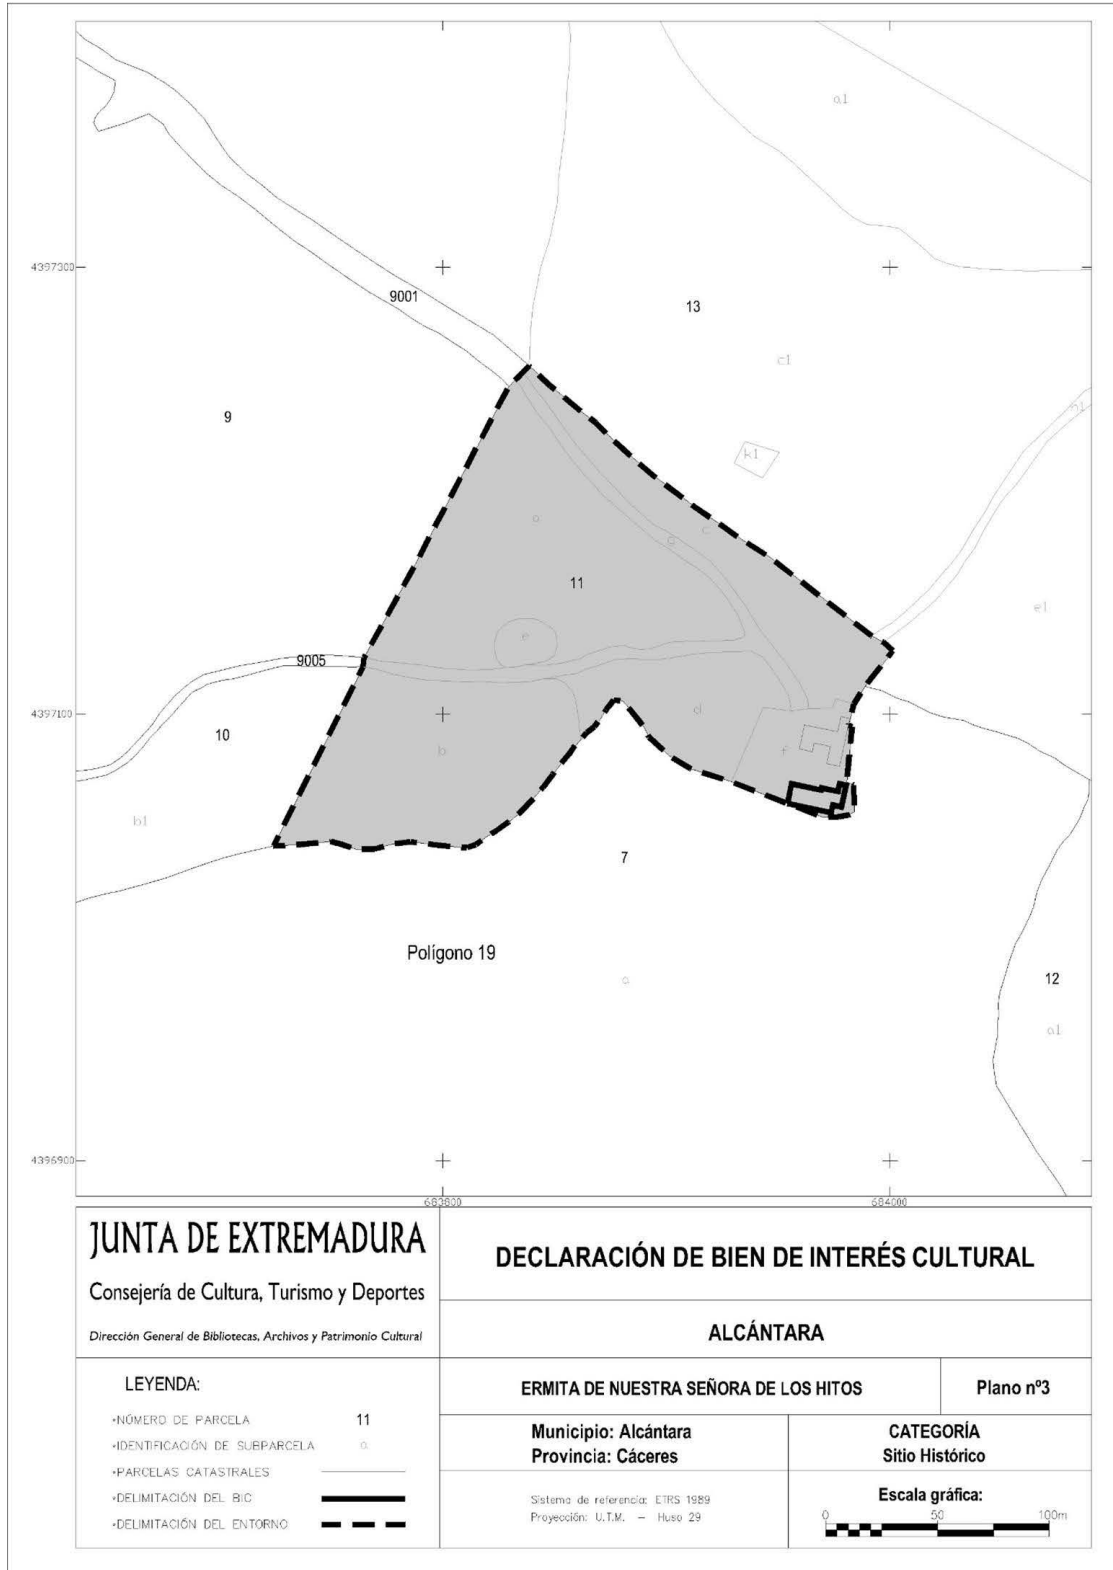 a1
4397300
9001
13
c1
9
h1
k1
a
c
a
11
e1
e
9005
4397100
d
10
b
f
b1
7
Polígono 19
a
12
a1
4396900
683800
684000
JUNTA DE EXTREMADURA
Consejería de Cultura, Turismo y Deportes
Dirección General de Bibliotecas, Archivos y Patrimonio Cultural
DECLARACIÓN DE BIEN DE INTERÉS CULTURAL
ALCÁNTARA
ERMITA DE NUESTRA SEÑORA DE LOS HITOS
Plano nº3
LEYENDA:
•NÚMERO DE PARCELA 11
•IDENTIFICACIÓN DE SUBPARCELA a
•PARCELAS CATASTRALES
•DELIMITACIÓN DEL BIC
•DELIMITACIÓN DEL ENTORNO
Municipio: Alcántara
Provincia: Cáceres
CATEGORÍA
Sitio Histórico
Sistema de referencia: ETRS 1989
Proyección: U.T.M. – Huso 29
Escala gráfica:
0 50 100m